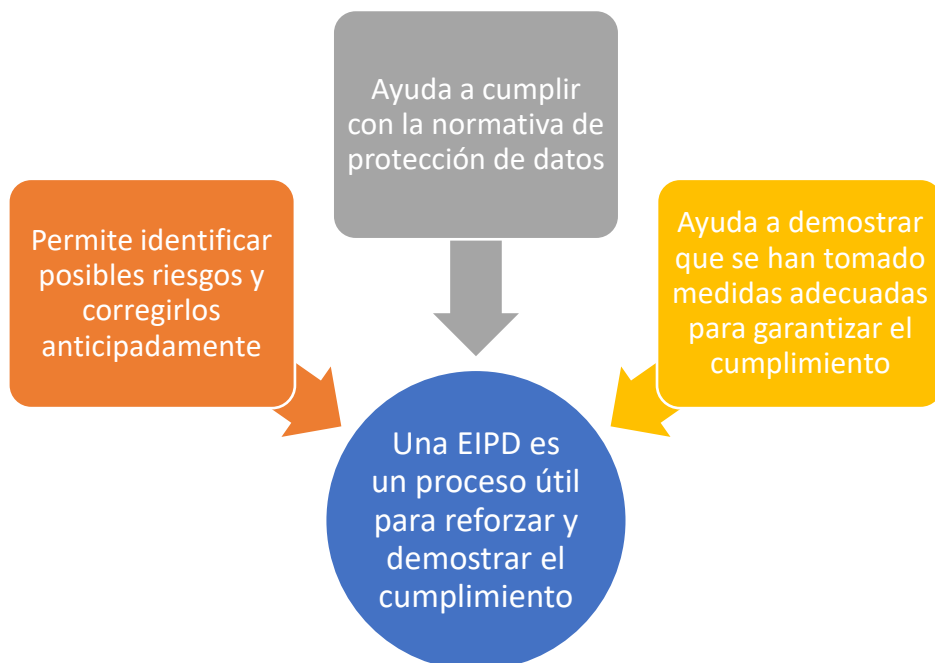 Ayuda a cumplir
con la normativa de
protección de datos
Permite identificar
posibles riesgos y
corregirlos
anticipadamente
Ayuda a demostrar
que se han tomado
medidas adecuadas
para garantizar el
cumplimiento
Una EIPD es
un proceso útil
para reforzar y
demostrar el
cumplimiento